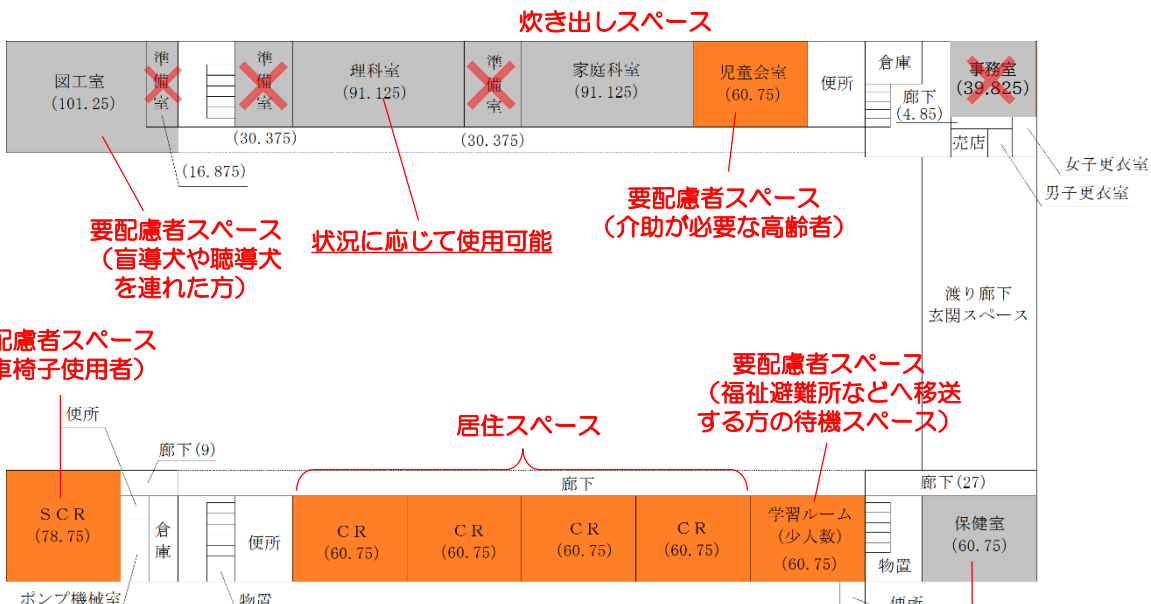 炊き出しスペース
図工室
(101.25)
準備室
準備室
理科室
(91.125)
準備室
家庭科室
(91.125)
児童会室
(60.75)
便所
倉庫
廊下
(4.85)
事務室
(39.825)
売店
女子更衣室
男子更衣室
(30.375)
(30.375)
(16.875)
要配慮者スペース
（盲導犬や聴導犬
を連れた方）
状況に応じて使用可能
要配慮者スペース
（介助が必要な高齢者）
渡り廊下
玄関スペース
配慮者スペース
車椅子使用者）
便所
廊下(9)
居住スペース
要配慮者スペース
（福祉避難所などへ移送
する方の待機スペース）
廊下
廊下(27)
ＳＣＲ
(78.75)
倉庫
便所
ＣＲ
(60.75)
ＣＲ
(60.75)
ＣＲ
(60.75)
ＣＲ
(60.75)
学習ルーム
(少人数)
(60.75)
物置
保健室
(60.75)
ポンプ機械室
物置
便所